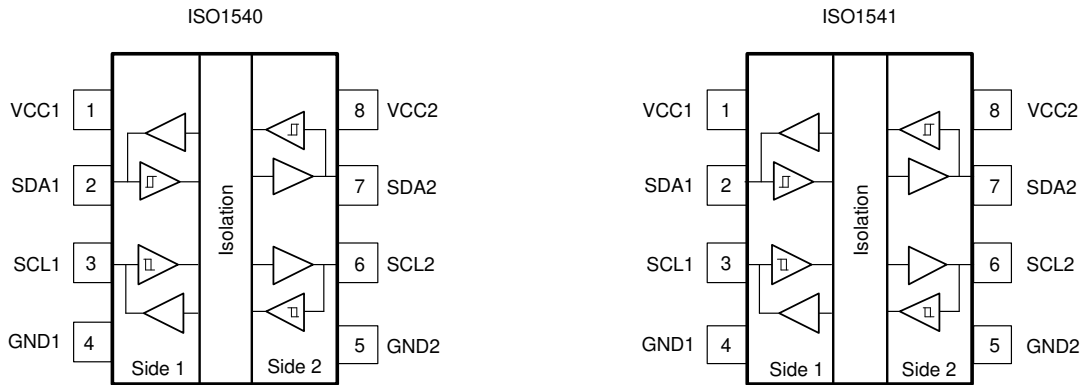 ISO1540
VCC1 1
SDA1 2
SCL1 3
GND1 4
Side 1
Isolation
Side 2
8 VCC2
7 SDA2
6 SCL2
5 GND2
ISO1541
VCC1 1
SDA1 2
SCL1 3
GND1 4
Side 1
Isolation
Side 2
8 VCC2
7 SDA2
6 SCL2
5 GND2